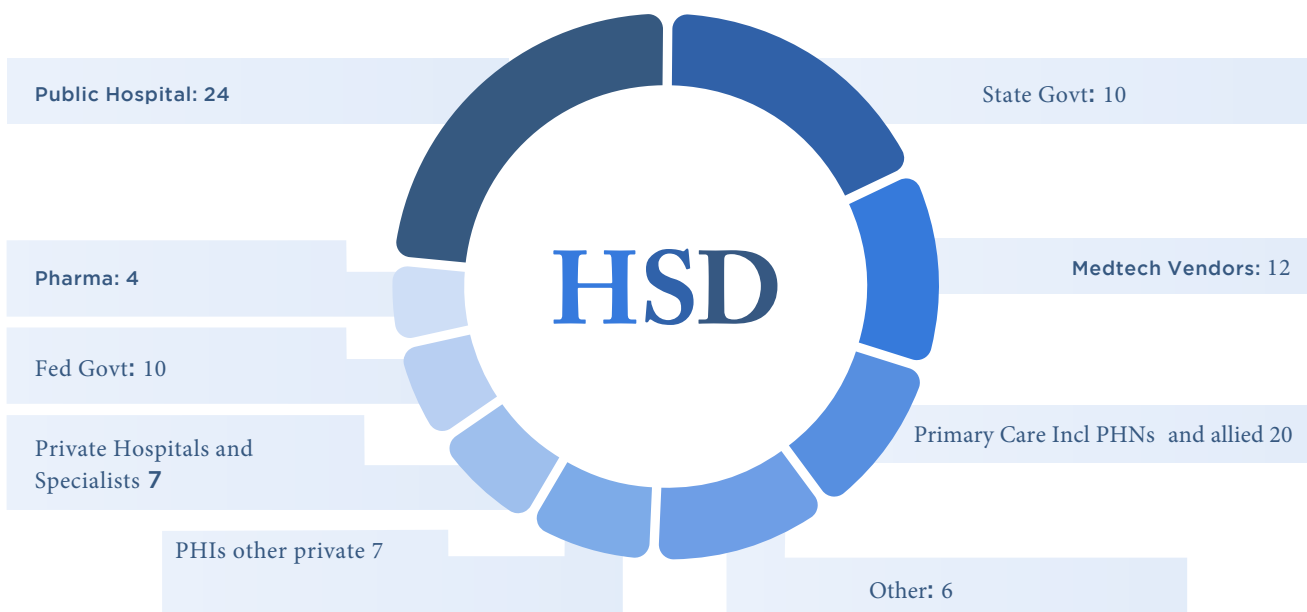 Public Hospital: 24
State Govt: 10
HSD
Pharma: 4
Medtech Vendors: 12
Fed Govt: 10
Primary Care Incl PHNs and allied 20
Private Hospitals and
Specialists 7
PHIs other private 7
Other: 6